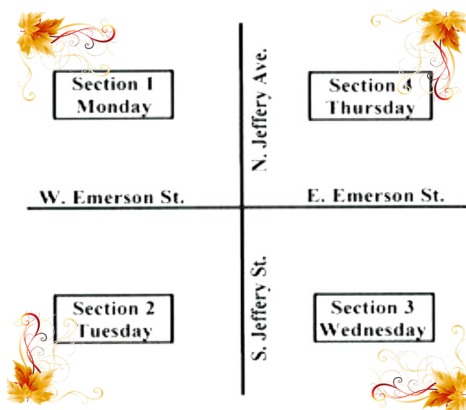 Section 1
Monday
N. Jeffery Ave.
Section 4
Thursday
W. Emerson St.
E. Emerson St.
Section 2
Tuesday
S. Jeffery St.
Section 3
Wednesday